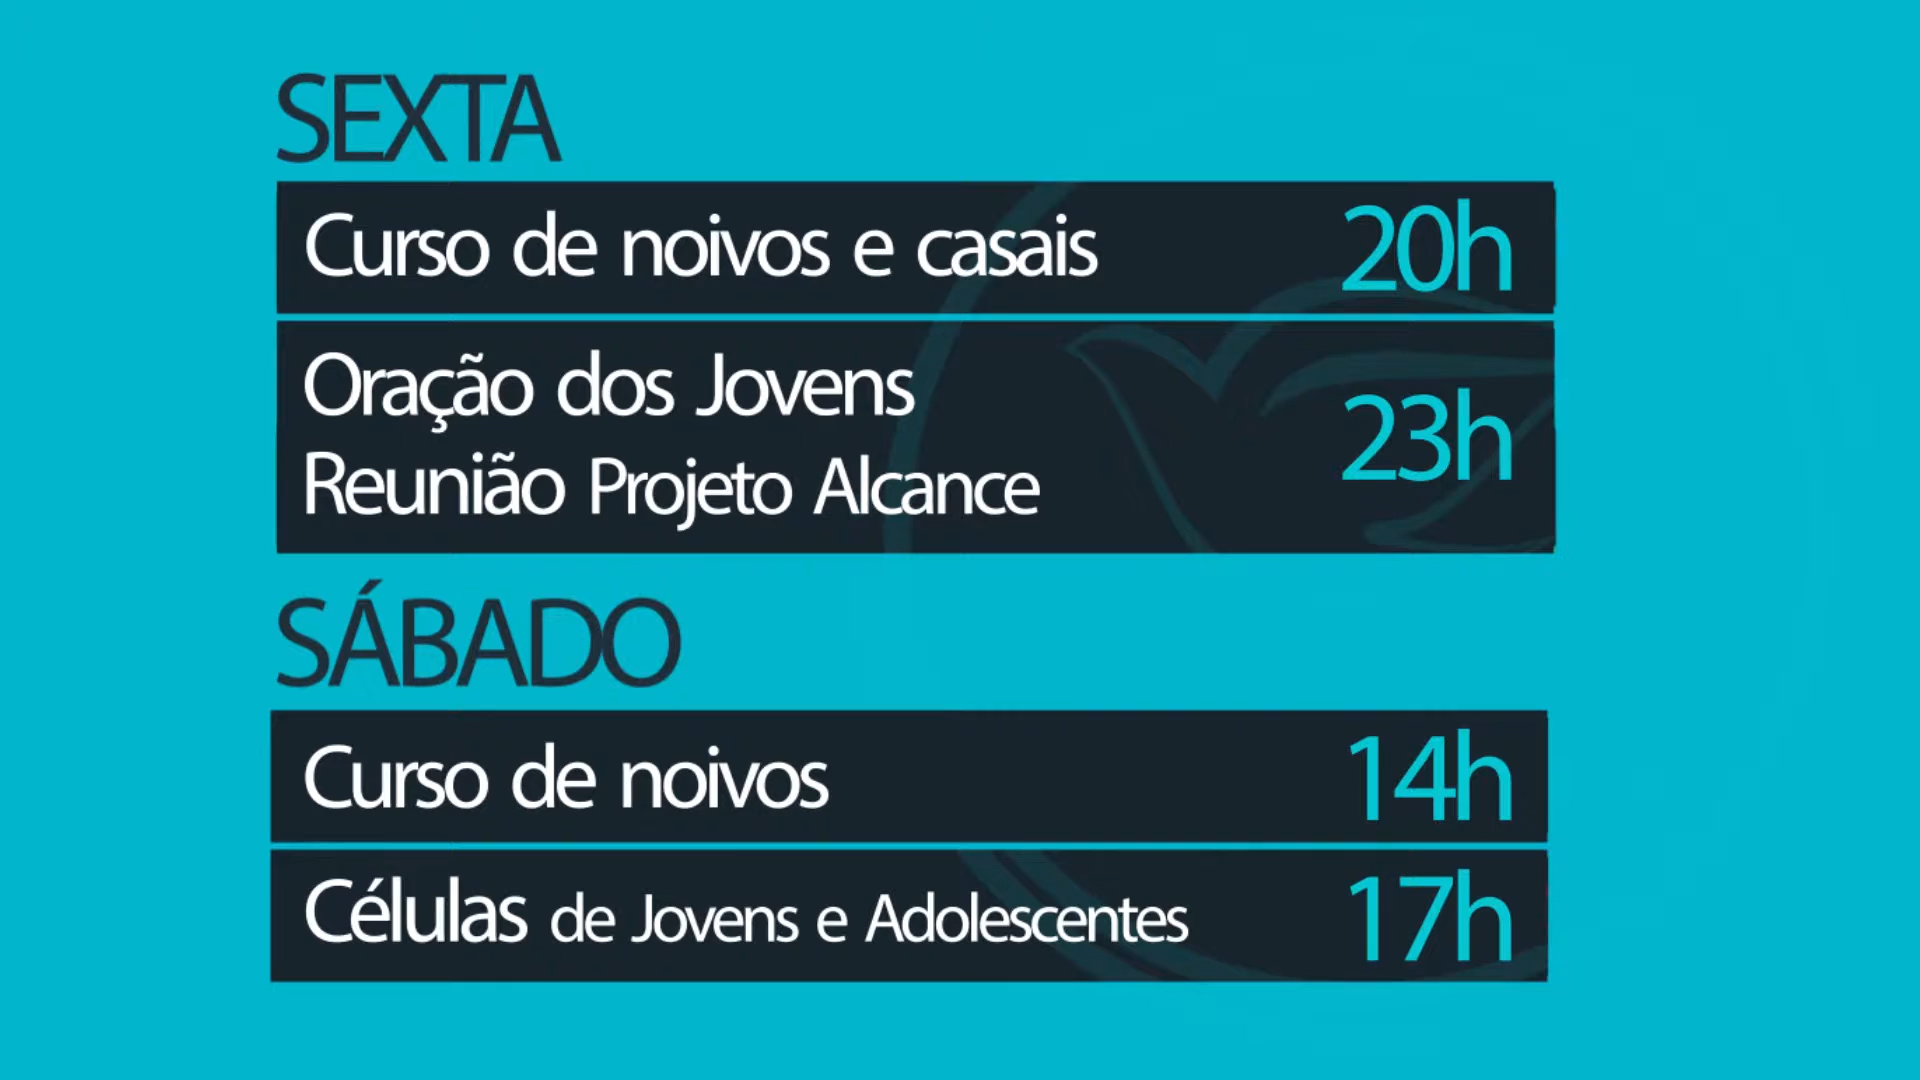 SEXTA
Curso de noivos e casais 20h
Oração dos Jovens
Reunião Projeto Alcance 23h
SÁBADO
Curso de noivos 14h
Células de Jovens e Adolescentes 17h